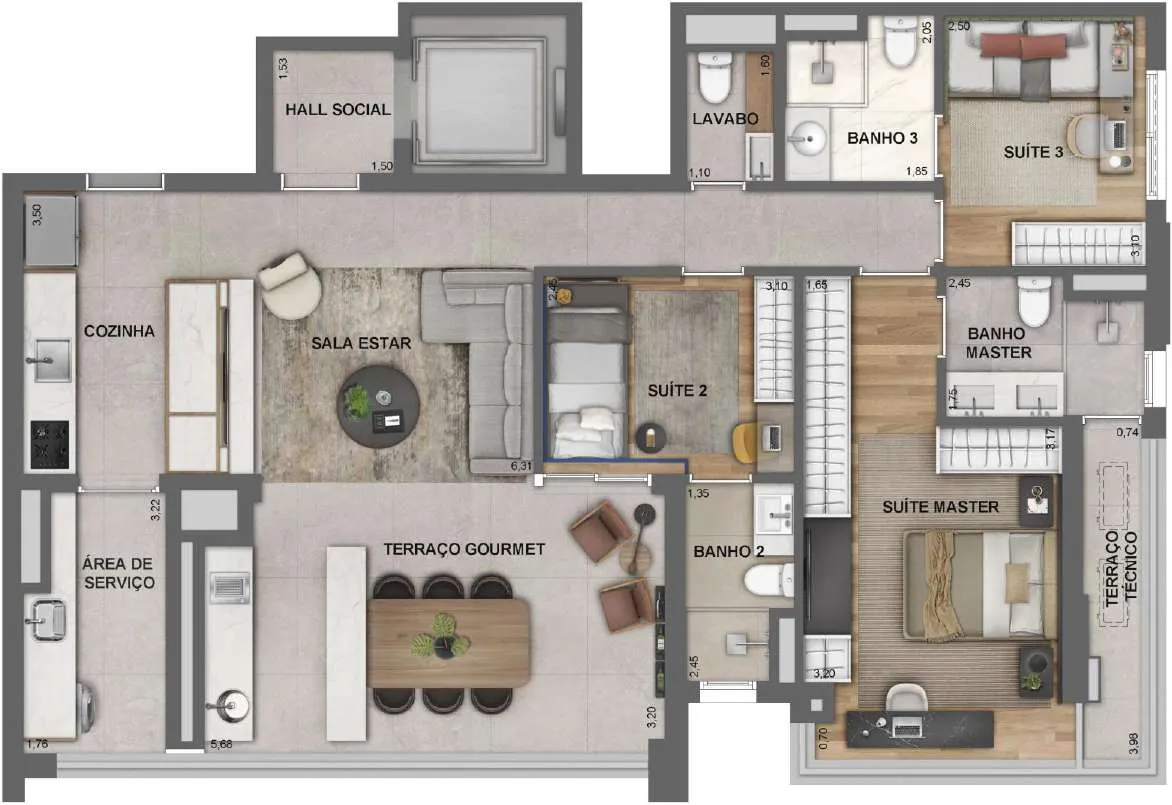 1,53
HALL SOCIAL
1,50
1,60
LAVABO
1,10
2,05
BANHO 3
1,85
2,50
SUÍTE 3
3,10
3,50
COZINHA
SALA ESTAR
6,31
2,45
3,10
SUÍTE 2
1,65
2,45
BANHO
MASTER
1,75
0,74
3,17
SUÍTE MASTER
3,22
ÁREA DE
SERVIÇO
TERRAÇO GOURMET
1,35
BANHO 2
2,45
TERRAÇO
TÉCNICO
3,20
3,20
1,76
5,68
0,70
3,98